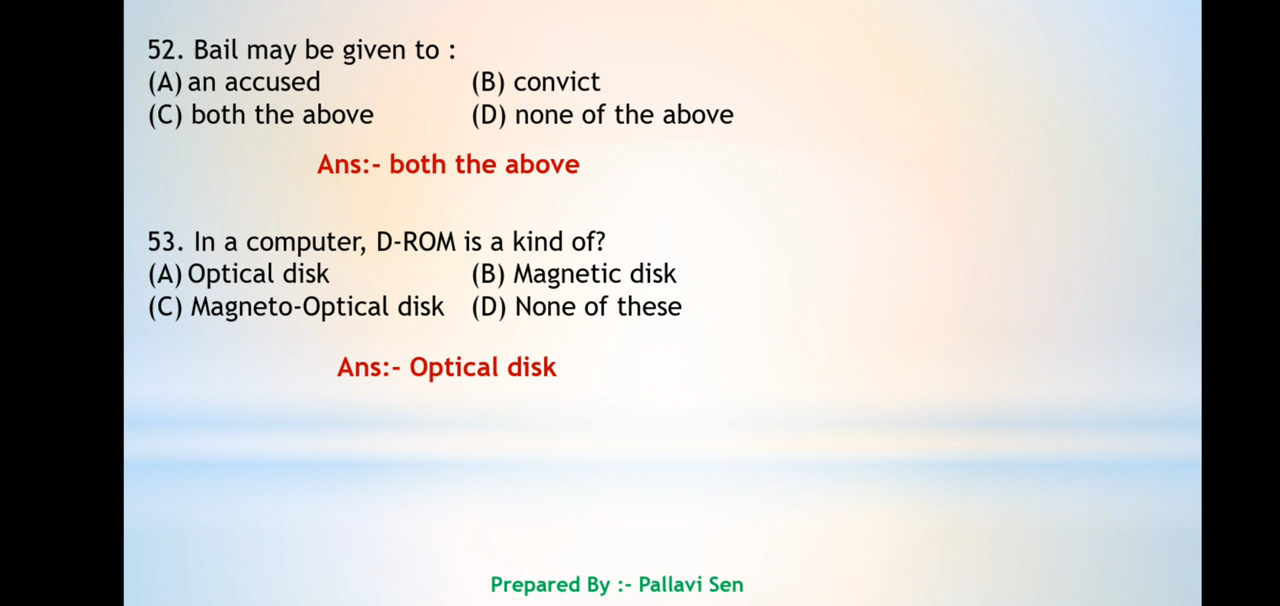 52. Bail may be given to :
(A) an accused (B) convict
(C) both the above (D) none of the above
Ans:- both the above
53. In a computer, D-ROM is a kind of?
(A) Optical disk (B) Magnetic disk
(C) Magneto-Optical disk (D) None of these
Ans:- Optical disk
Prepared By :- Pallavi Sen